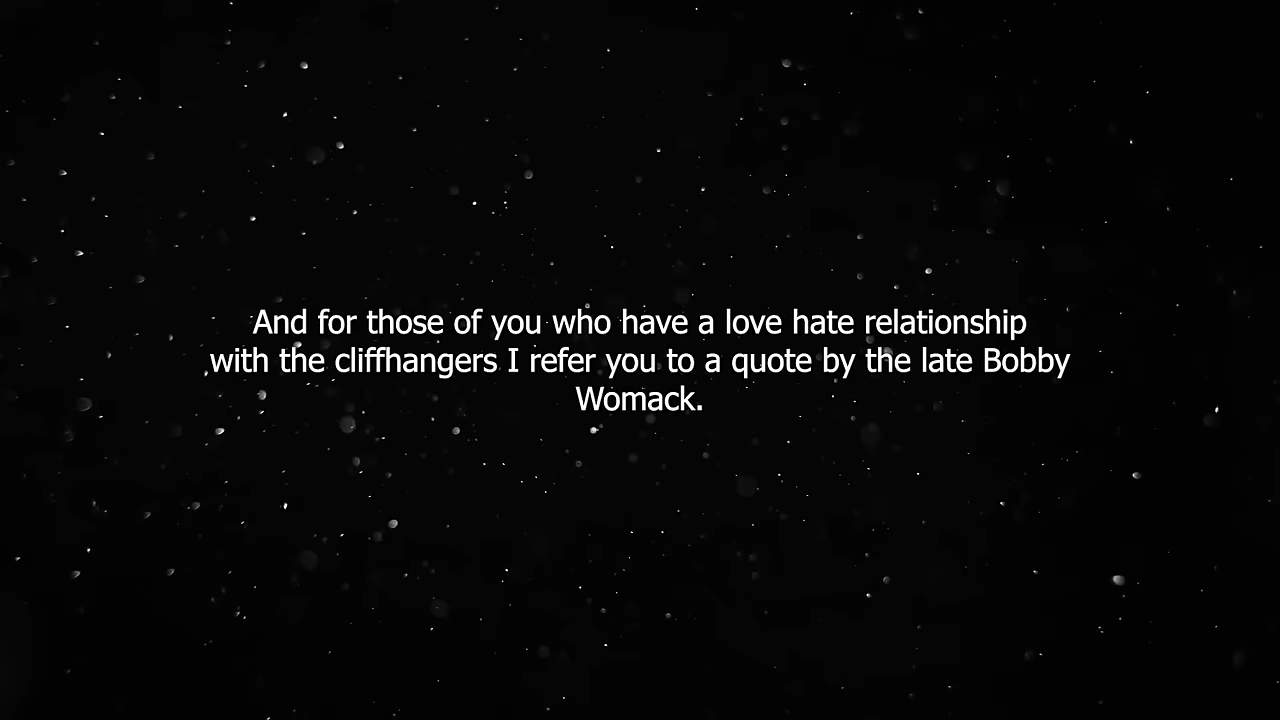 And for those of you who have a love hate relationship
with the cliffhangers I refer you to a quote by the late Bobby
Womack.